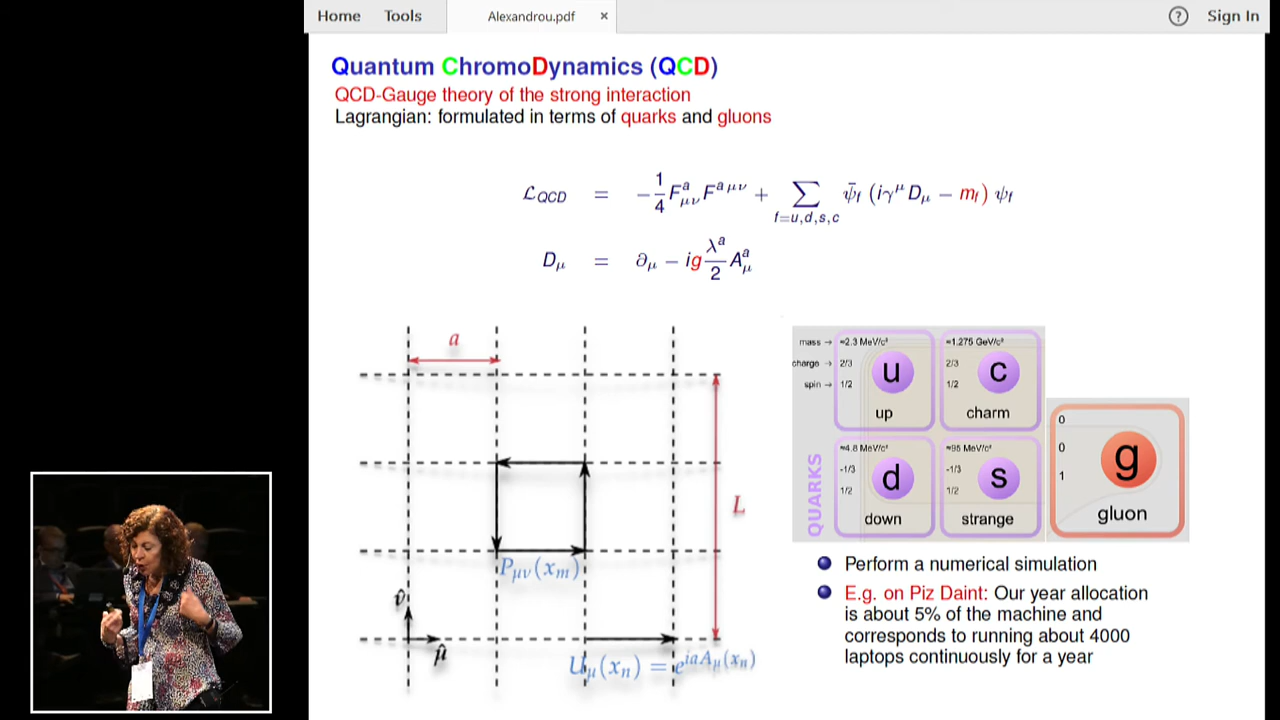 Home Tools Alexandrou.pdf × ? Sign In
Quantum ChromoDynamics (QCD)
QCD-Gauge theory of the strong interaction
Lagrangian: formulated in terms of quarks and gluons
ℒ_QCD = −1/4 F^a_μν F^{a μν} + ∑_{f=u,d,s,c} ψ̄_f (iγ^μ D_μ − m_f) ψ_f
D_μ = ∂_μ − ig λ^a/2 A^a_μ
a
L
P_μν(x_m)
ν̂
μ̂
U_μ(x_n) = e^{iaA_μ(x_n)}
mass → ≈2.3 MeV/c² ≈1.275 GeV/c²
charge → 2/3 2/3
spin → 1/2 1/2
u c
up charm
QUARKS
≈4.8 MeV/c² ≈95 MeV/c²
-1/3 -1/3
1/2 1/2
d s
down strange
0
0
1
g
gluon
Perform a numerical simulation
E.g. on Piz Daint: Our year allocation
is about 5% of the machine and
corresponds to running about 4000
laptops continuously for a year